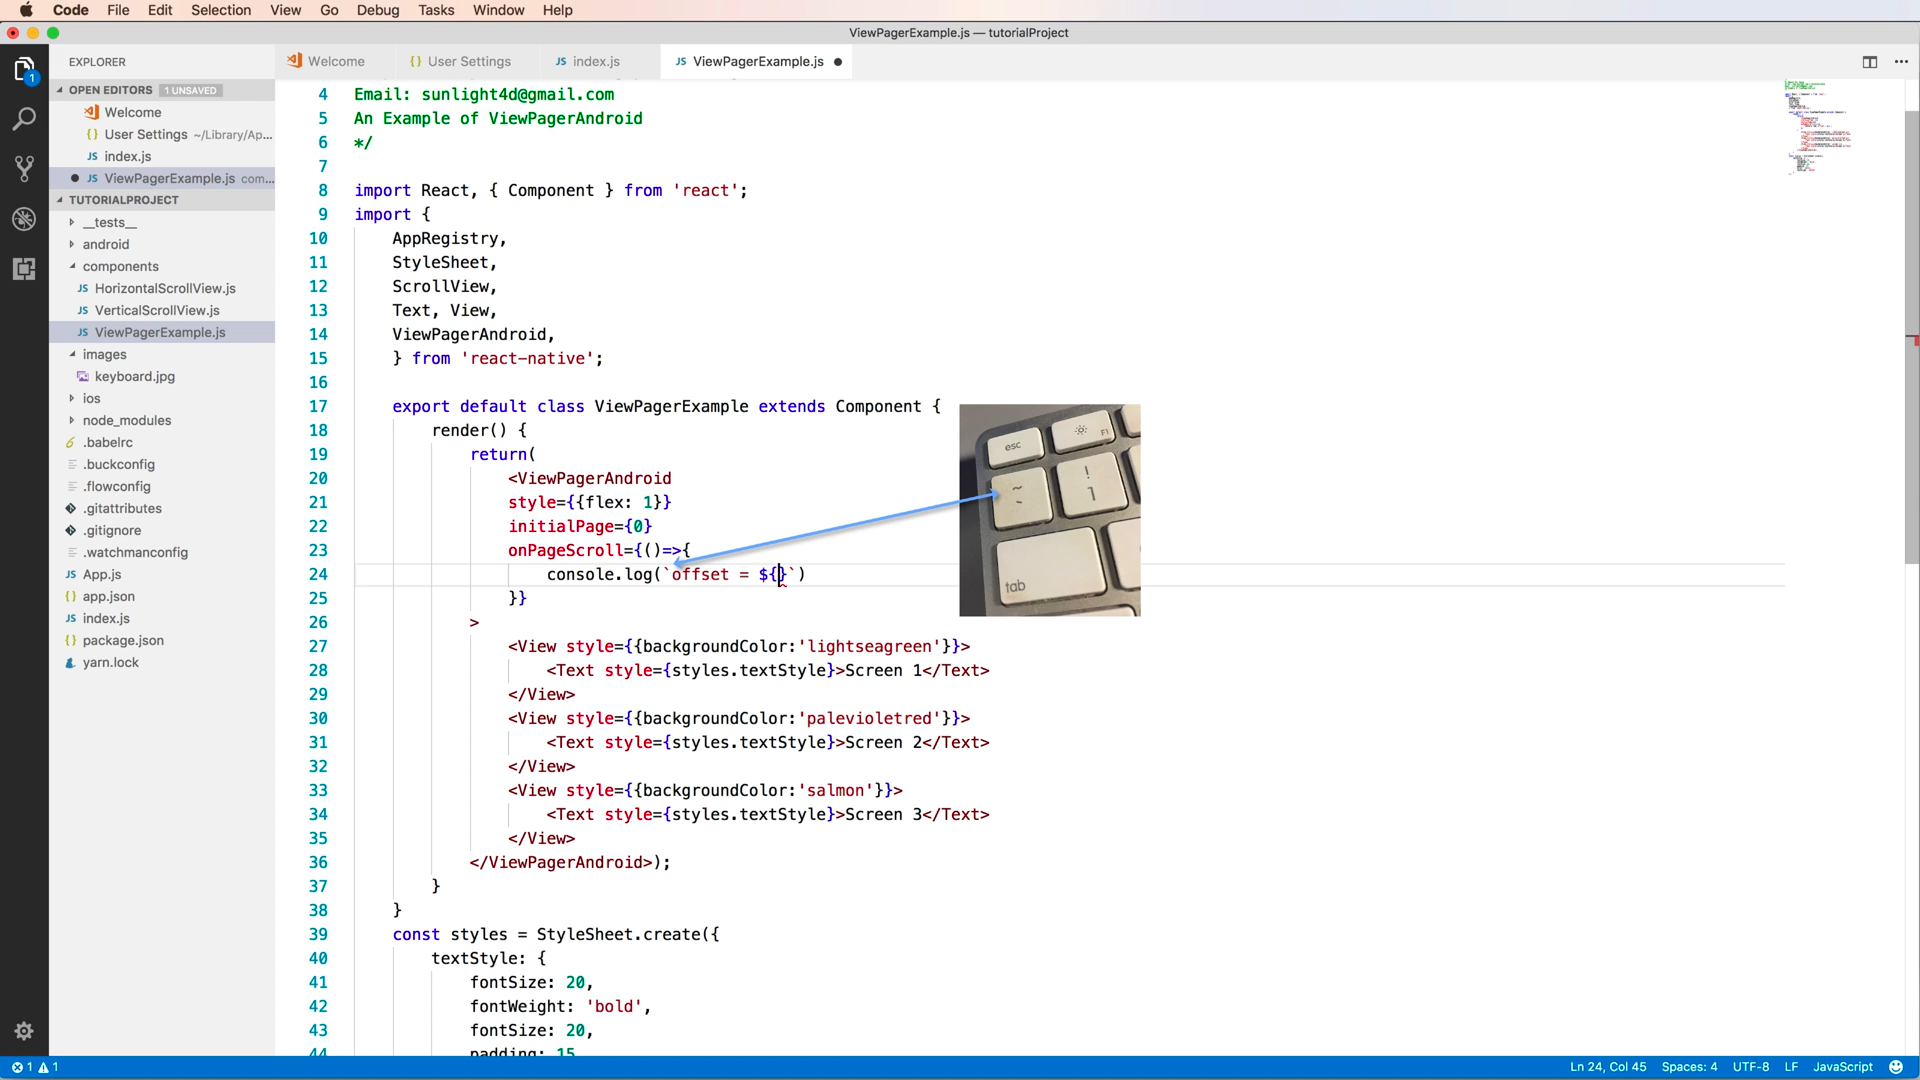 Code File Edit Selection View Go Debug Tasks Window Help
ViewPagerExample.js — tutorialProject
EXPLORER
Welcome
{} User Settings
JS index.js
JS ViewPagerExample.js
1
OPEN EDITORS 1 UNSAVED
Welcome
{} User Settings ~/Library/Ap...
JS index.js
JS ViewPagerExample.js com...
TUTORIALPROJECT
__tests__
android
components
JS HorizontalScrollView.js
JS VerticalScrollView.js
JS ViewPagerExample.js
images
keyboard.jpg
ios
node_modules
.babelrc
.buckconfig
.flowconfig
.gitattributes
.gitignore
.watchmanconfig
JS App.js
{} app.json
JS index.js
{} package.json
yarn.lock
4 Email: sunlight4d@gmail.com
5 An Example of ViewPagerAndroid
6 */
7
8 import React, { Component } from 'react';
9 import {
10 AppRegistry,
11 StyleSheet,
12 ScrollView,
13 Text, View,
14 ViewPagerAndroid,
15 } from 'react-native';
16
17 export default class ViewPagerExample extends Component {
18 render() {
19 return(
20 <ViewPagerAndroid
21 style={{flex: 1}}
22 initialPage={0}
23 onPageScroll={()=>{
24 console.log(`offset = ${}`)
25 }}
26 >
27 <View style={{backgroundColor:'lightseagreen'}}>
28 <Text style={styles.textStyle}>Screen 1</Text>
29 </View>
30 <View style={{backgroundColor:'palevioletred'}}>
31 <Text style={styles.textStyle}>Screen 2</Text>
32 </View>
33 <View style={{backgroundColor:'salmon'}}>
34 <Text style={styles.textStyle}>Screen 3</Text>
35 </View>
36 </ViewPagerAndroid>);
37 }
38 }
39 const styles = StyleSheet.create({
40 textStyle: {
41 fontSize: 20,
42 fontWeight: 'bold',
43 fontSize: 20,
44 padding: 15
esc
F1
~
`
!
1
tab
1 1
Ln 24, Col 45 Spaces: 4 UTF-8 LF JavaScript